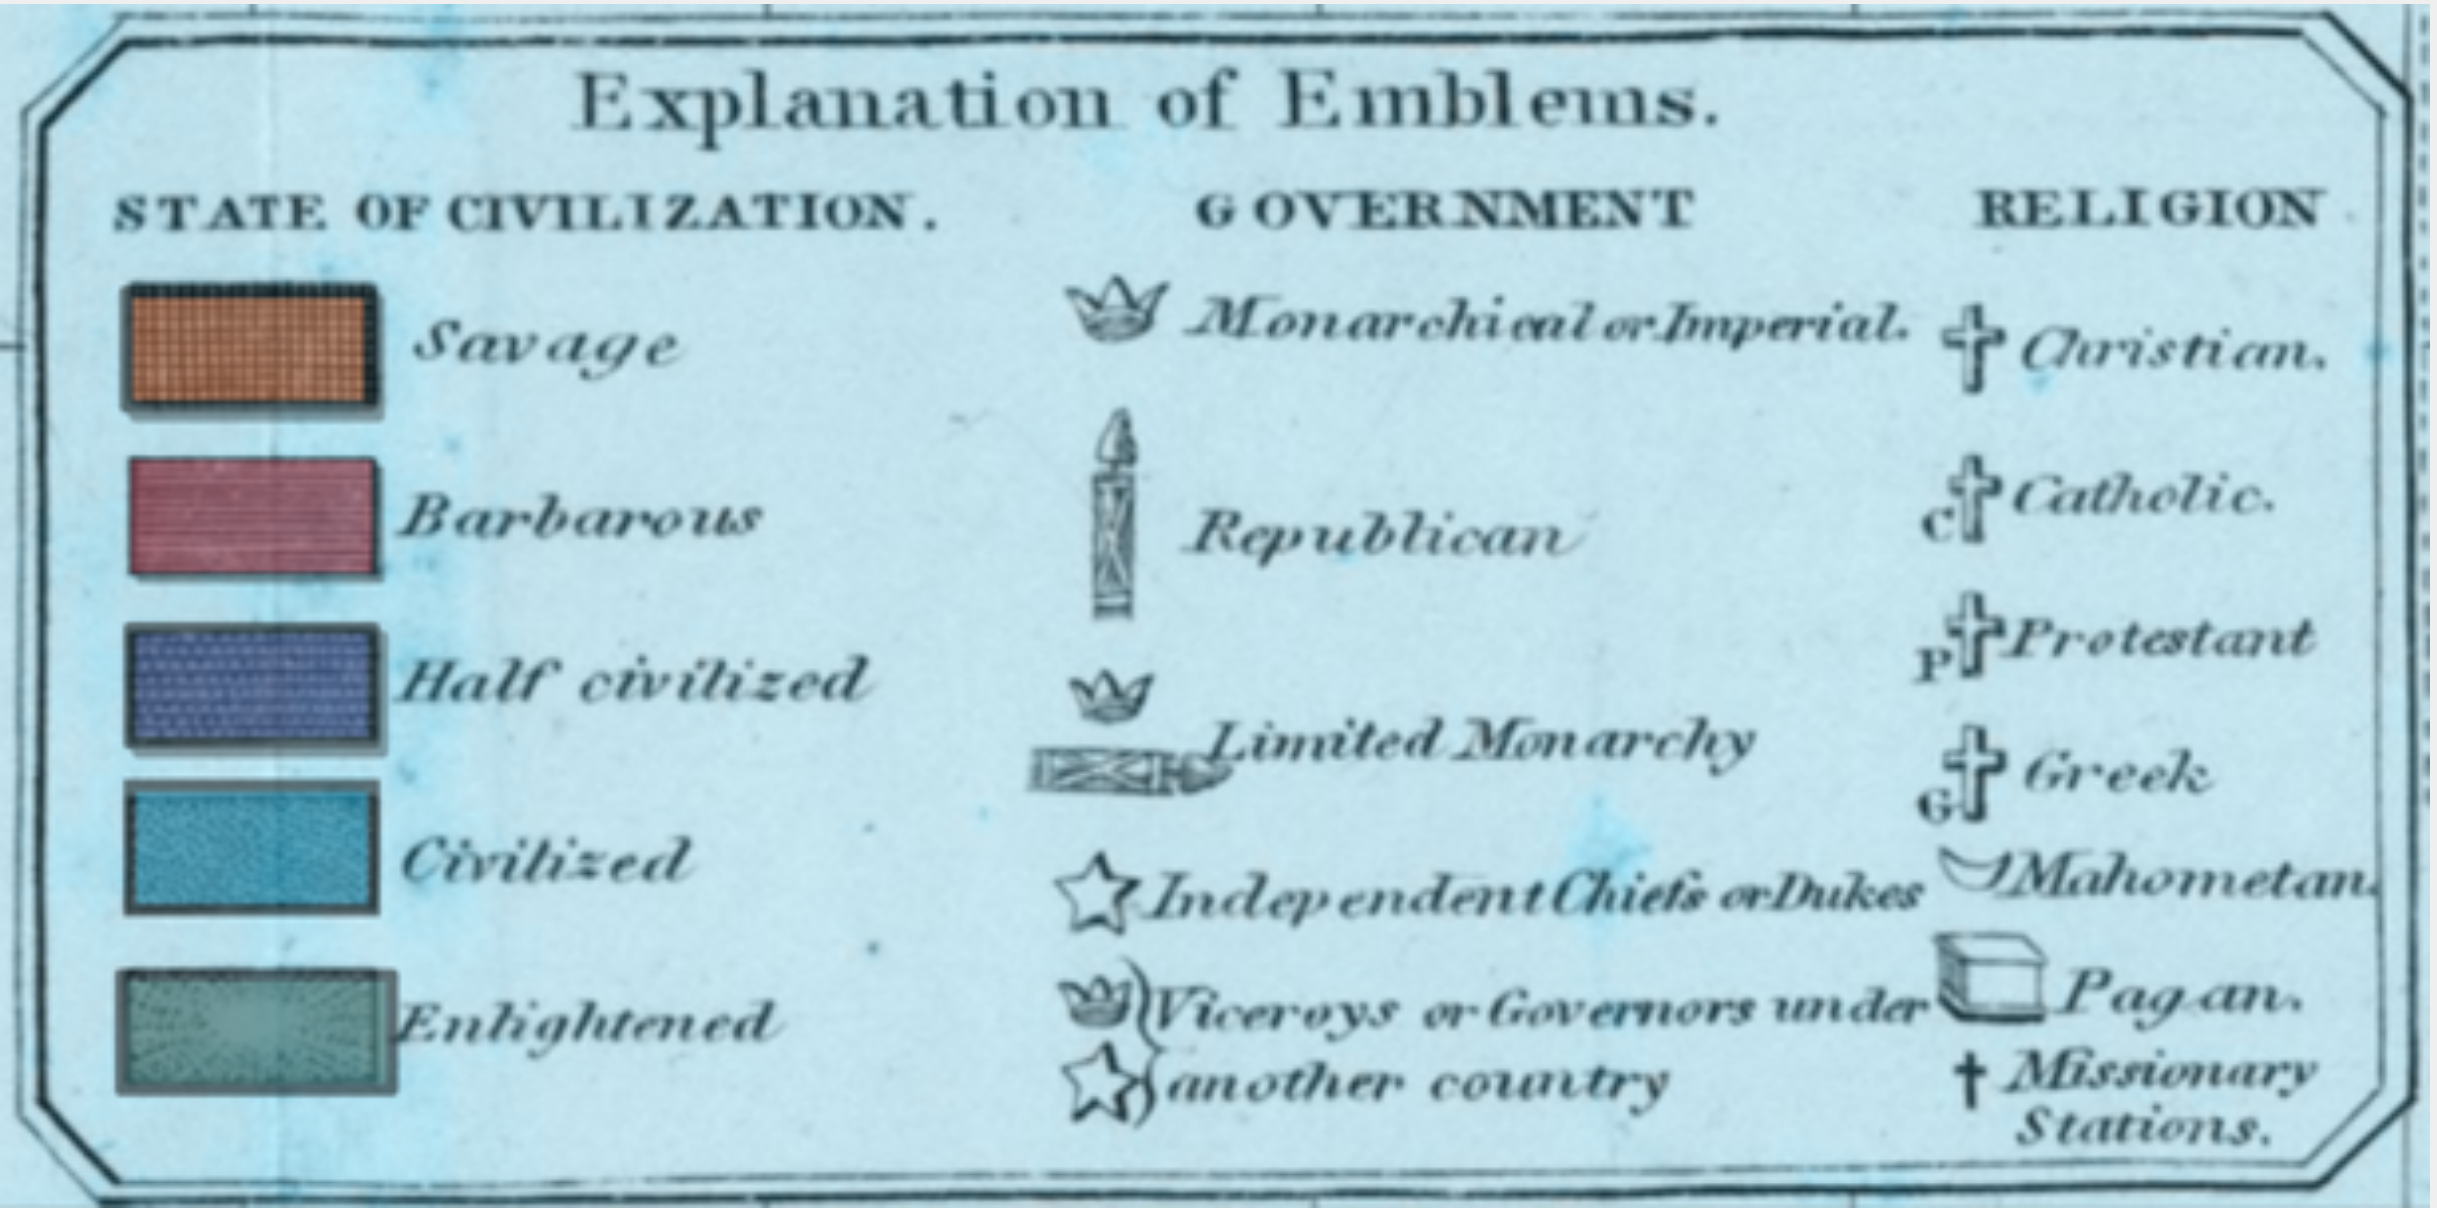 Explanation of Emblems.
STATE OF CIVILIZATION.
Savage
Barbarous
Half civilized
Civilized
Enlightened
GOVERNMENT
Monarchical or Imperial.
Republican
Limited Monarchy
Independent Chiefs or Dukes
Viceroys or Governors under
another country
RELIGION
Christian.
C Catholic.
P Protestant
G Greek
Mahometan.
Pagan.
Missionary
Stations.